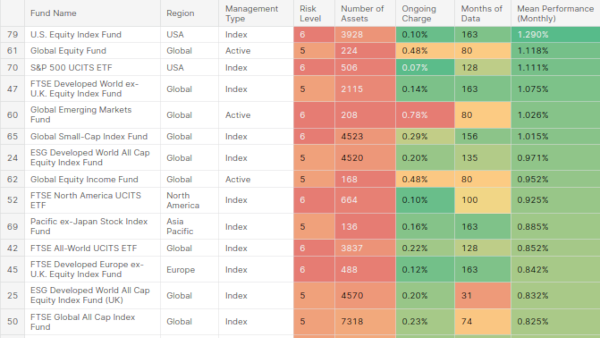 Fund Name Region Management Type Risk Level Number of Assets Ongoing Charge Months of Data Mean Performance (Monthly)
79 U.S. Equity Index Fund USA Index 6 3928 0.10% 163 1.290%
61 Global Equity Fund Global Active 5 224 0.48% 80 1.118%
70 S&P 500 UCITS ETF USA Index 6 506 0.07% 128 1.111%
47 FTSE Developed World ex-U.K. Equity Index Fund Global Index 5 2115 0.14% 163 1.075%
60 Global Emerging Markets Fund Global Active 6 208 0.78% 80 1.026%
65 Global Small-Cap Index Fund Global Index 6 4523 0.29% 156 1.015%
24 ESG Developed World All Cap Equity Index Fund Global Index 5 4520 0.20% 135 0.971%
62 Global Equity Income Fund Global Active 5 168 0.48% 80 0.952%
52 FTSE North America UCITS ETF North America Index 6 664 0.10% 100 0.925%
69 Pacific ex-Japan Stock Index Fund Asia Pacific Index 5 136 0.16% 163 0.885%
42 FTSE All-World UCITS ETF Global Index 6 3837 0.22% 128 0.852%
45 FTSE Developed Europe ex-U.K. Equity Index Fund Europe Index 6 488 0.12% 163 0.842%
25 ESG Developed World All Cap Equity Index Fund (UK) Global Index 5 4570 0.20% 31 0.832%
50 FTSE Global All Cap Index Fund Global Index 5 7318 0.23% 74 0.825%